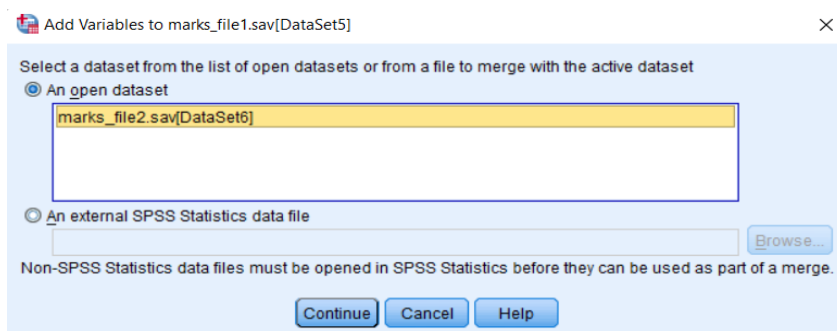 Add Variables to marks_file1.sav[DataSet5]
Select a dataset from the list of open datasets or from a file to merge with the active dataset
An open dataset
marks_file2.sav[DataSet6]
An external SPSS Statistics data file
Browse...
Non-SPSS Statistics data files must be opened in SPSS Statistics before they can be used as part of a merge.
Continue Cancel Help